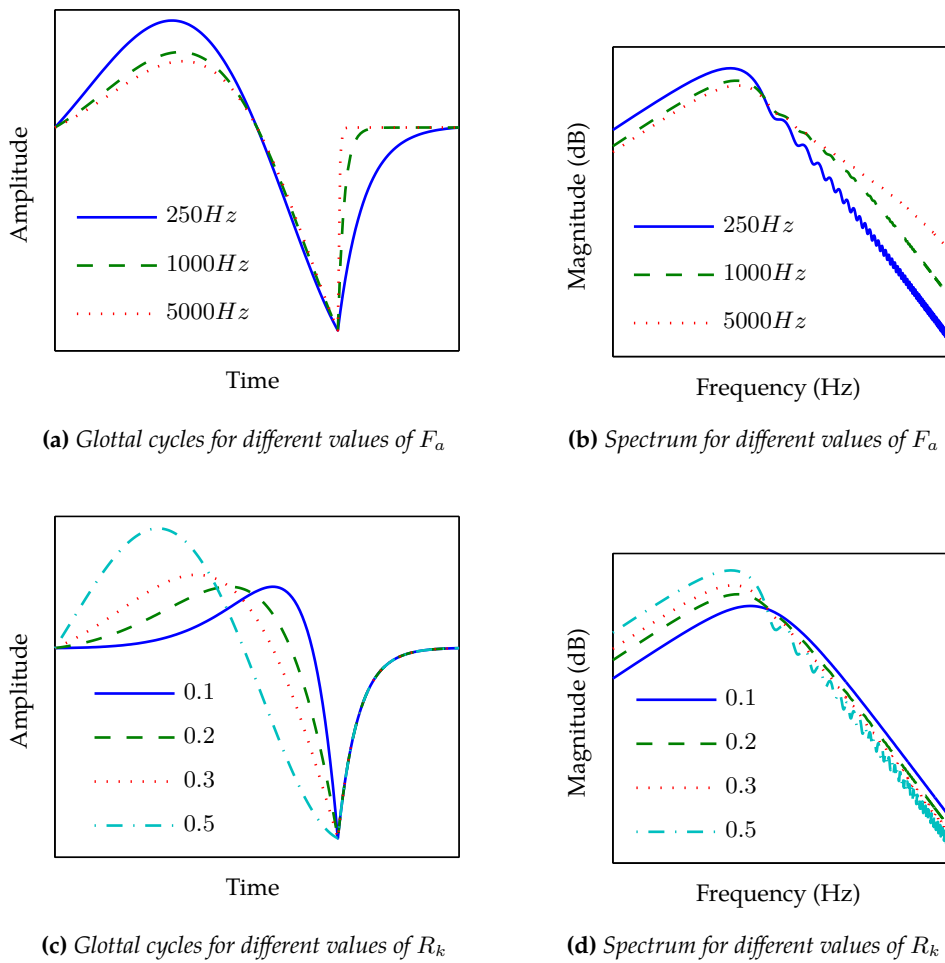 Amplitude
250Hz
1000Hz
5000Hz
Time
(a) Glottal cycles for different values of F_a
Magnitude (dB)
250Hz
1000Hz
5000Hz
Frequency (Hz)
(b) Spectrum for different values of F_a
Amplitude
0.1
0.2
0.3
0.5
Time
(c) Glottal cycles for different values of R_k
Magnitude (dB)
0.1
0.2
0.3
0.5
Frequency (Hz)
(d) Spectrum for different values of R_k